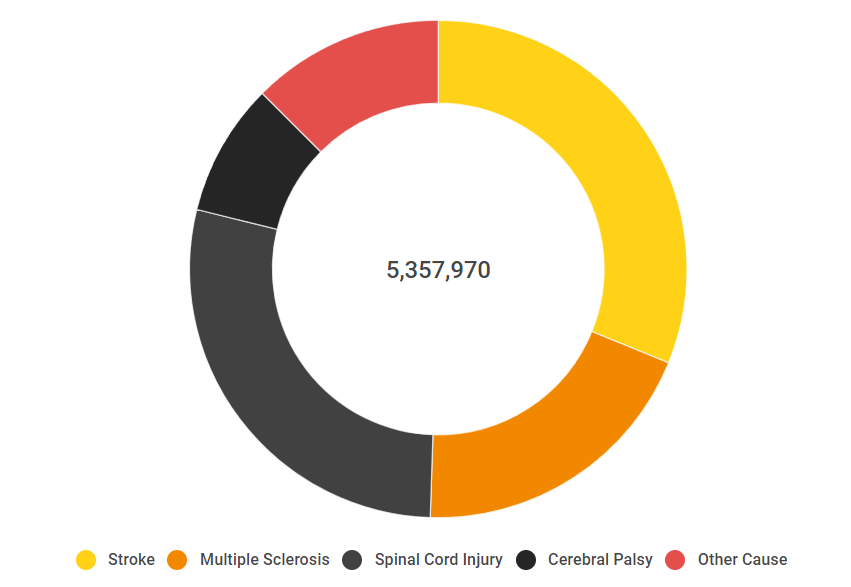 5,357,970
Stroke Multiple Sclerosis Spinal Cord Injury Cerebral Palsy Other Cause